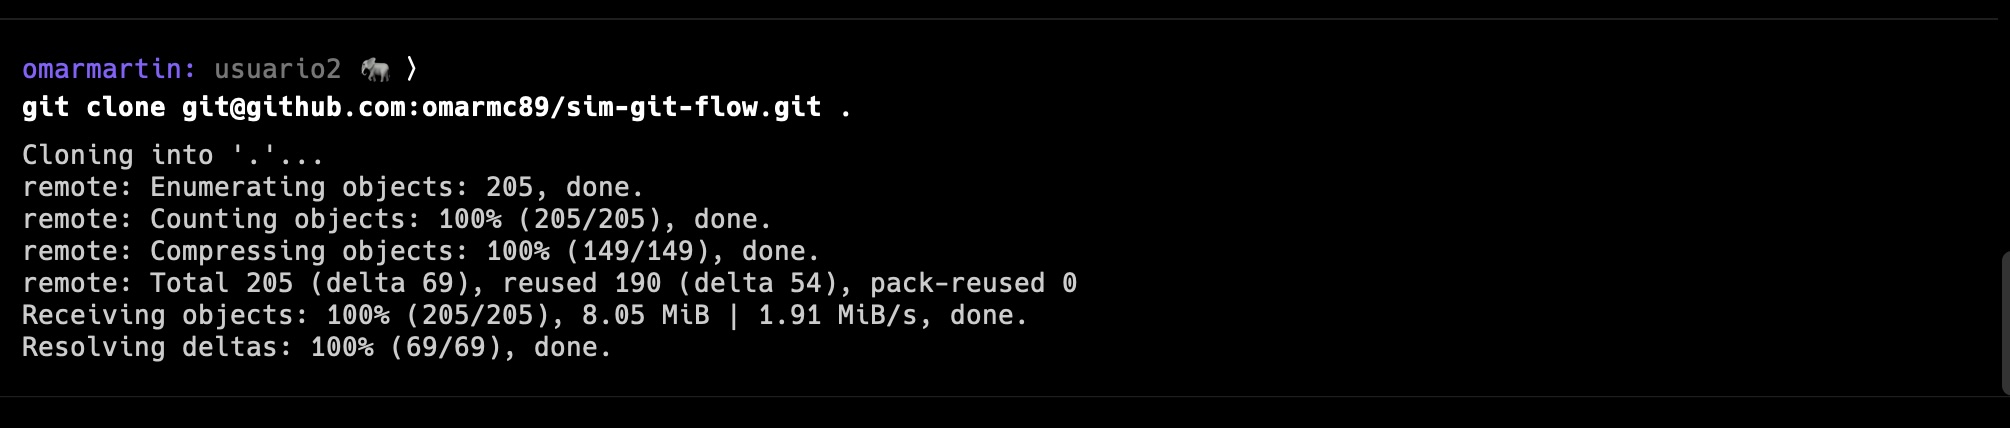 omarmartin: usuario2 🐘 ⟩
git clone git@github.com:omarmc89/sim-git-flow.git .
Cloning into '.'...
remote: Enumerating objects: 205, done.
remote: Counting objects: 100% (205/205), done.
remote: Compressing objects: 100% (149/149), done.
remote: Total 205 (delta 69), reused 190 (delta 54), pack-reused 0
Receiving objects: 100% (205/205), 8.05 MiB | 1.91 MiB/s, done.
Resolving deltas: 100% (69/69), done.